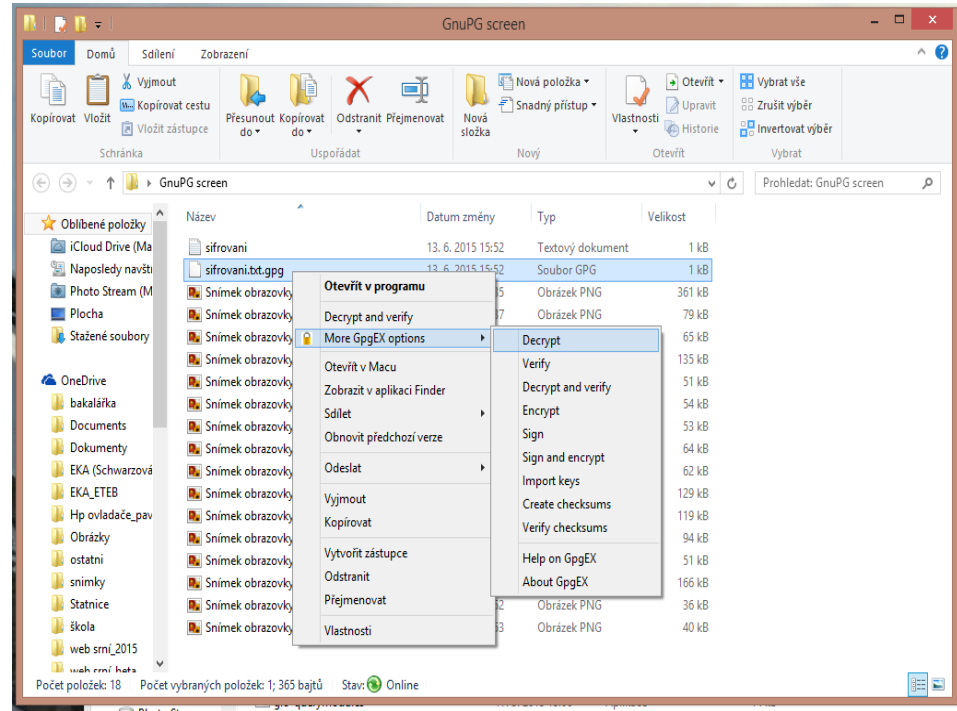 GnuPG screen
Soubor Domů Sdílení Zobrazení
Kopírovat
Vložit
Vyjmout
Kopírovat cestu
Vložit zástupce
Schránka
Přesunout do
Kopírovat do
Odstranit
Přejmenovat
Uspořádat
Nová složka
Nová položka
Snadný přístup
Nový
Vlastnosti
Otevřít
Upravit
Historie
Otevřít
Vybrat vše
Zrušit výběr
Invertovat výběr
Vybrat
GnuPG screen
Prohledat: GnuPG screen
Název Datum změny Typ Velikost
Oblíbené položky
iCloud Drive (Ma
Naposledy navšt
Photo Stream (M
Plocha
Stažené soubory
OneDrive
bakalářka
Documents
Dokumenty
EKA (Schwarzová
EKA_ETEB
Hp ovladače_pav
Obrázky
ostatni
snimky
Statnice
škola
web srní_2015
web srní_beta
sifrovani 13. 6. 2015 15:52 Textový dokument 1 kB
sifrovani.txt.gpg 13. 6. 2015 15:52 Soubor GPG 1 kB
Snímek obrazovky Obrázek PNG 361 kB
Snímek obrazovky Obrázek PNG 79 kB
Snímek obrazovky 65 kB
Snímek obrazovky 135 kB
Snímek obrazovky 51 kB
Snímek obrazovky 54 kB
Snímek obrazovky 53 kB
Snímek obrazovky 64 kB
Snímek obrazovky 62 kB
Snímek obrazovky 129 kB
Snímek obrazovky 119 kB
Snímek obrazovky 94 kB
Snímek obrazovky 51 kB
Snímek obrazovky 166 kB
Snímek obrazovky Obrázek PNG 36 kB
Snímek obrazovky Obrázek PNG 40 kB
Otevřít v programu
Decrypt and verify
More GpgEX options
Otevřít v Macu
Zobrazit v aplikaci Finder
Sdílet
Obnovit předchozí verze
Odeslat
Vyjmout
Kopírovat
Vytvořit zástupce
Odstranit
Přejmenovat
Vlastnosti
Decrypt
Verify
Decrypt and verify
Encrypt
Sign
Sign and encrypt
Import keys
Create checksums
Verify checksums
Help on GpgEX
About GpgEX
Počet položek: 18 Počet vybraných položek: 1; 365 bajtů Stav: Online